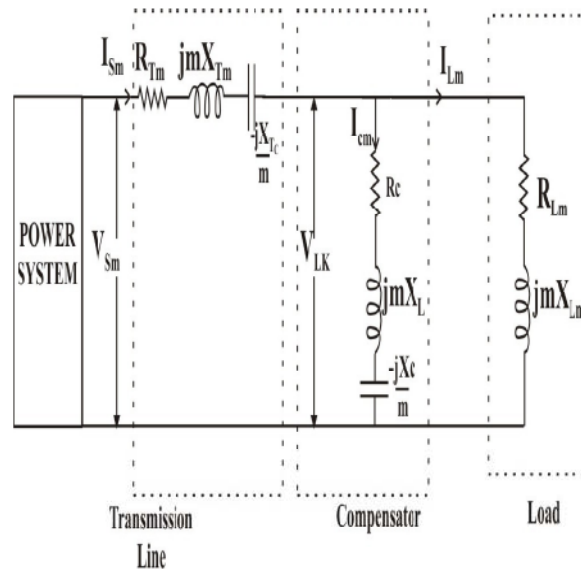 I_Sm
R_Tm
jmX_Tm
-jX_Tc
m
I_Lm
I_cm
Rc
R_Lm
POWER
SYSTEM
V_Sm
V_LK
jmX_L
jmX_Ln
-jXc
m
Transmission
Line
Compensator
Load